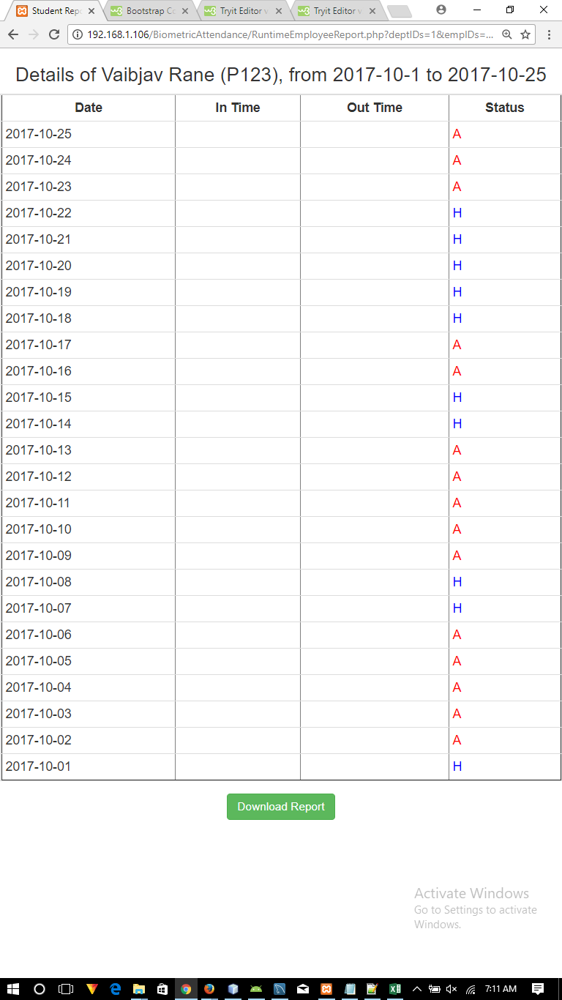 Student Repo
Bootstrap Co
Tryit Editor v
Tryit Editor v
192.168.1.106/BiometricAttendance/RuntimeEmployeeReport.php?deptIDs=1&empIDs=...
Details of Vaibjav Rane (P123), from 2017-10-1 to 2017-10-25
Date In Time Out Time Status
2017-10-25 A
2017-10-24 A
2017-10-23 A
2017-10-22 H
2017-10-21 H
2017-10-20 H
2017-10-19 H
2017-10-18 H
2017-10-17 A
2017-10-16 A
2017-10-15 H
2017-10-14 H
2017-10-13 A
2017-10-12 A
2017-10-11 A
2017-10-10 A
2017-10-09 A
2017-10-08 H
2017-10-07 H
2017-10-06 A
2017-10-05 A
2017-10-04 A
2017-10-03 A
2017-10-02 A
2017-10-01 H
Download Report
Activate Windows
Go to Settings to activate
Windows.
7:11 AM